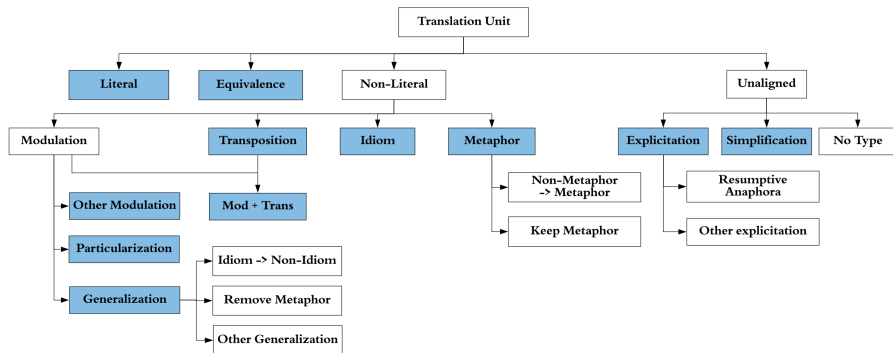 Translation Unit
Literal
Equivalence
Non-Literal
Unaligned
Modulation
Transposition
Idiom
Metaphor
Explicitation
Simplification
No Type
Other Modulation
Mod + Trans
Non-Metaphor
-> Metaphor
Resumptive
Anaphora
Particularization
Keep Metaphor
Other explicitation
Idiom -> Non-Idiom
Generalization
Remove Metaphor
Other Generalization